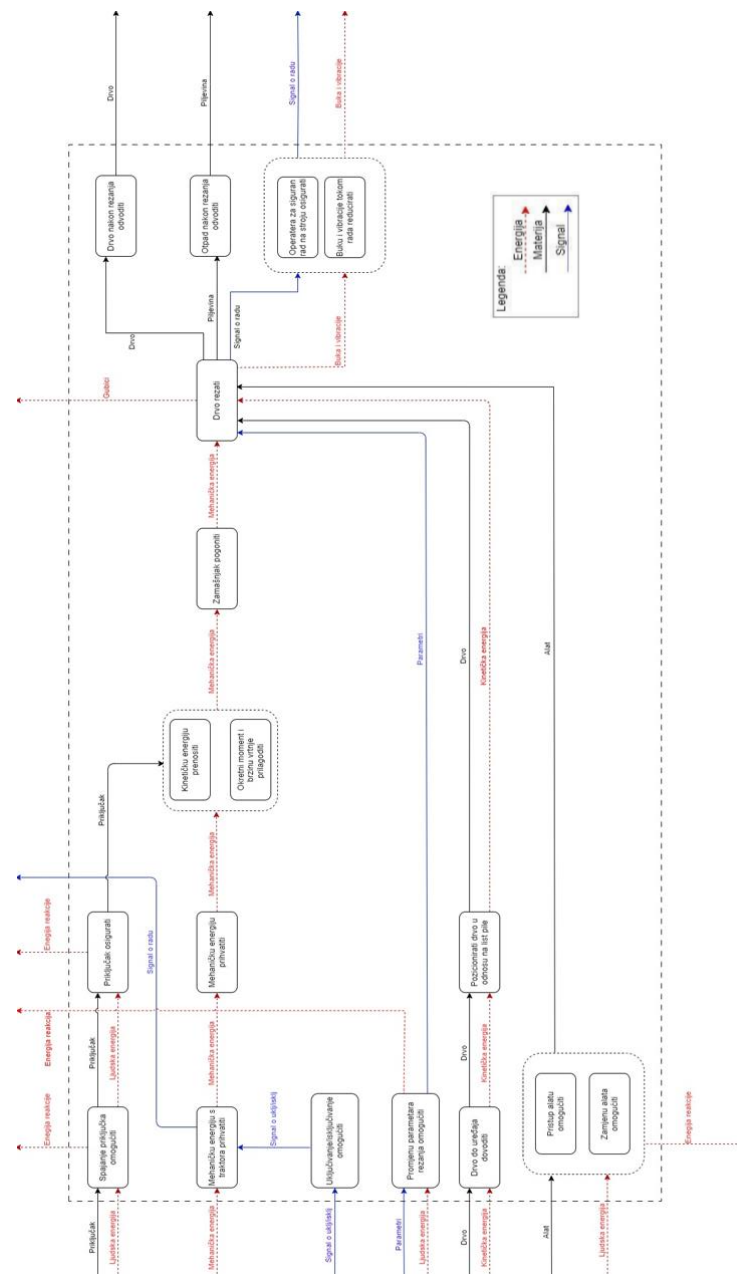 Enegija reakcije
Energija reakcije
Enegija reakcije
Gubici
Priključak
Ljudska energija
Spajanje priključka
omogućiti
Priključak
Ljudska energija
Priključak osigurati
Priključak
Drvo nakon rezanja
odvoditi
Drvo
Drvo
Signal o radu
Mehanička energija
Mehaničku energiju s
traktora prihvatiti
Mehanička energija
Mehaničku energiju
prihvatiti
Mehanička energija
Kinetičku energiju
prenositi
Okretni moment i
brzinu vrtnje
prilagoditi
Mehanička energija
Zamašnjak pogoniti
Mehanička energija
Drvo rezati
Piljevina
Otpad nakon rezanja
odvoditi
Piljevina
Signal o radu
Operatera za siguran
rad na stroju osigurati
Signal o radu
Buka i vibracije
Buku i vibracije tokom
rada reducirati
Buka i vibracije
Signal o uklj/isklj
Uključivanje/isključivanje
omogućiti
Signal o uklj/isklj
Parametri
Ljudska energija
Promjenu parametara
rezanja omogućiti
Parametri
Drvo
Kinetička energija
Drvo do uređaja
dovoditi
Drvo
Kinetička energija
Pozicionirati drvo u
odnosu na list pile
Drvo
Kinetička energija
Alat
Ljudska energija
Pristup alatu
omogućiti
Zamjenu alata
omogućiti
Alat
Enegija reakcije
Legenda:
Energija
Materija
Signal